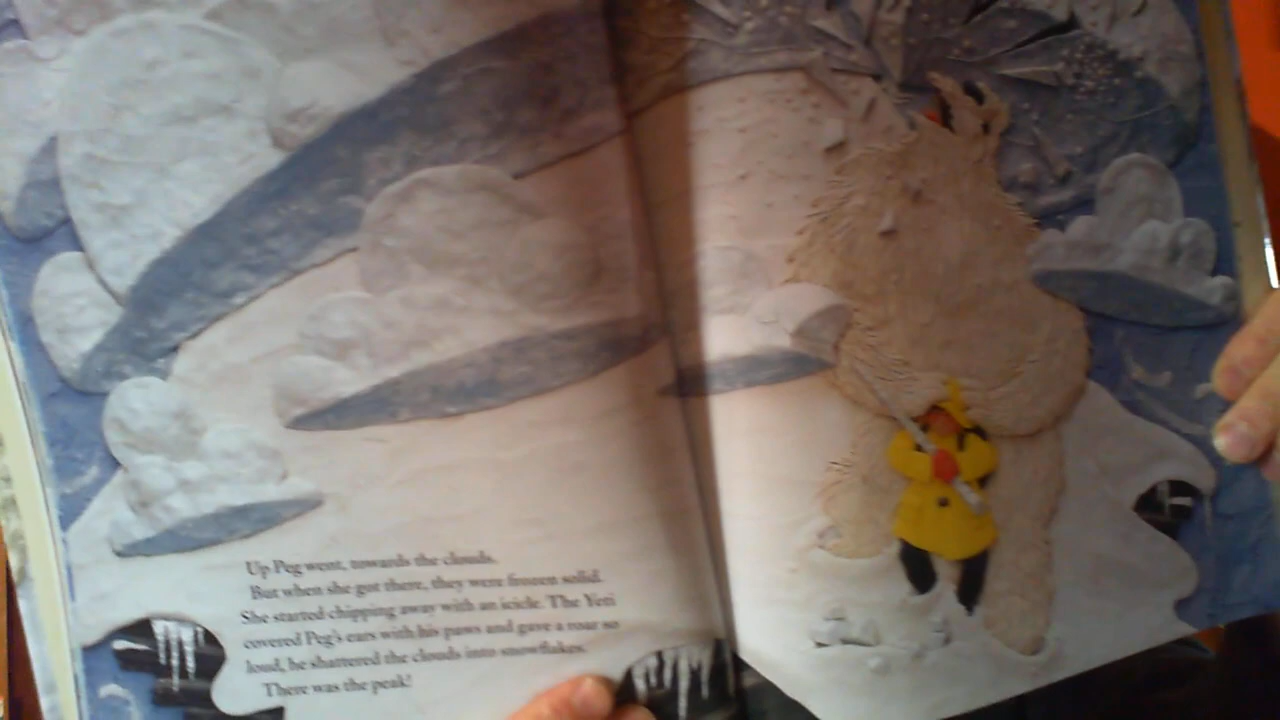 Up Peg went, towards the clouds.
But when she got there, they were frozen solid.
She started chipping away with an icicle. The Yeti
covered Peg's ears with his paws and gave a roar so
loud, he shattered the clouds into snowflakes.
There was the peak!